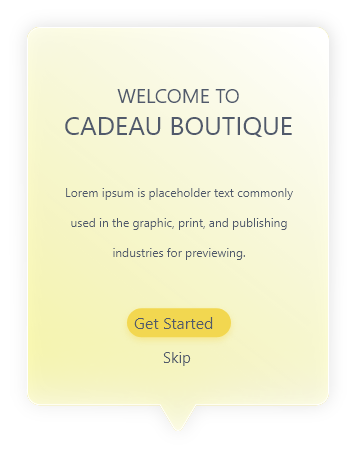 WELCOME TO
CADEAU BOUTIQUE
Lorem ipsum is placeholder text commonly
used in the graphic, print, and publishing
industries for previewing.
Get Started
Skip